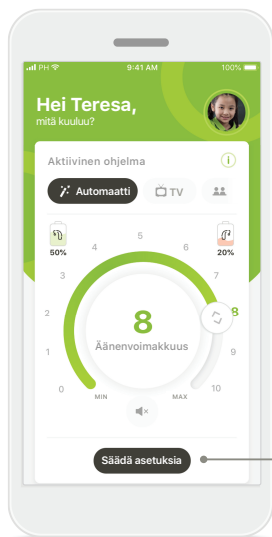 PH 9:41 AM 100%
Hei Teresa,
mitä kuuluu?
Aktiivinen ohjelma i
Automaatti TV
50% 20%
5
4 6
3 7
2 8
1 9
0 10
8
Äänenvoimakkuus
MIN MAX
Säädä asetuksia